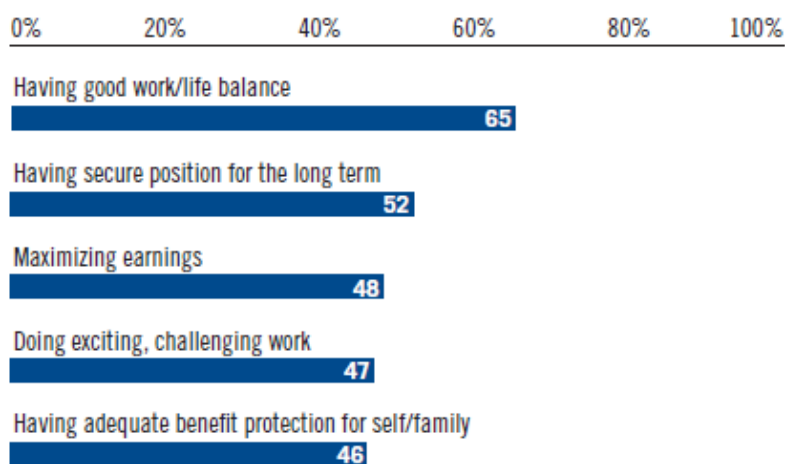 0% 20% 40% 60% 80% 100%
Having good work/life balance
65
Having secure position for the long term
52
Maximizing earnings
48
Doing exciting, challenging work
47
Having adequate benefit protection for self/family
46